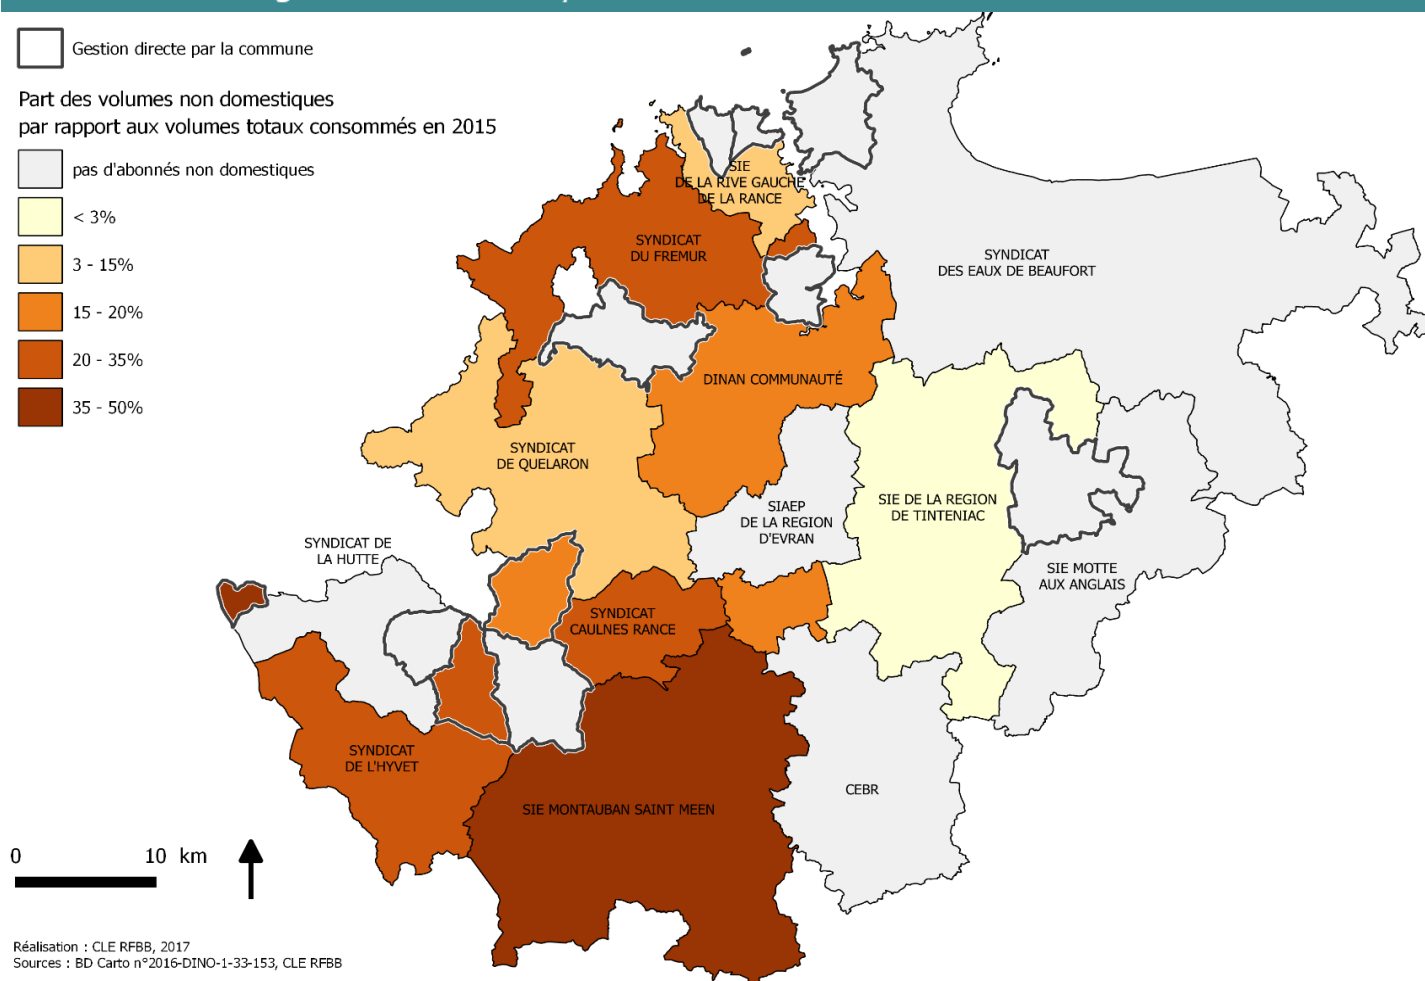 Gestion directe par la commune
Part des volumes non domestiques
par rapport aux volumes totaux consommés en 2015
pas d'abonnés non domestiques
< 3%
3 - 15%
15 - 20%
20 - 35%
35 - 50%
SIE
DE LA RIVE GAUCHE
DE LA RANCE
SYNDICAT
DU FREMUR
SYNDICAT
DES EAUX DE BEAUFORT
DINAN COMMUNAUTÉ
SYNDICAT
DE QUELARON
SIAEP
DE LA REGION
D'EVRAN
SIE DE LA REGION
DE TINTENIAC
SYNDICAT DE
LA HUTTE
SIE MOTTE
AUX ANGLAIS
SYNDICAT
CAULNES RANCE
SYNDICAT
DE L'HYVET
SIE MONTAUBAN SAINT MEEN
CEBR
0 10 km
Réalisation : CLE RFBB, 2017
Sources : BD Carto n°2016-DINO-1-33-153, CLE RFBB